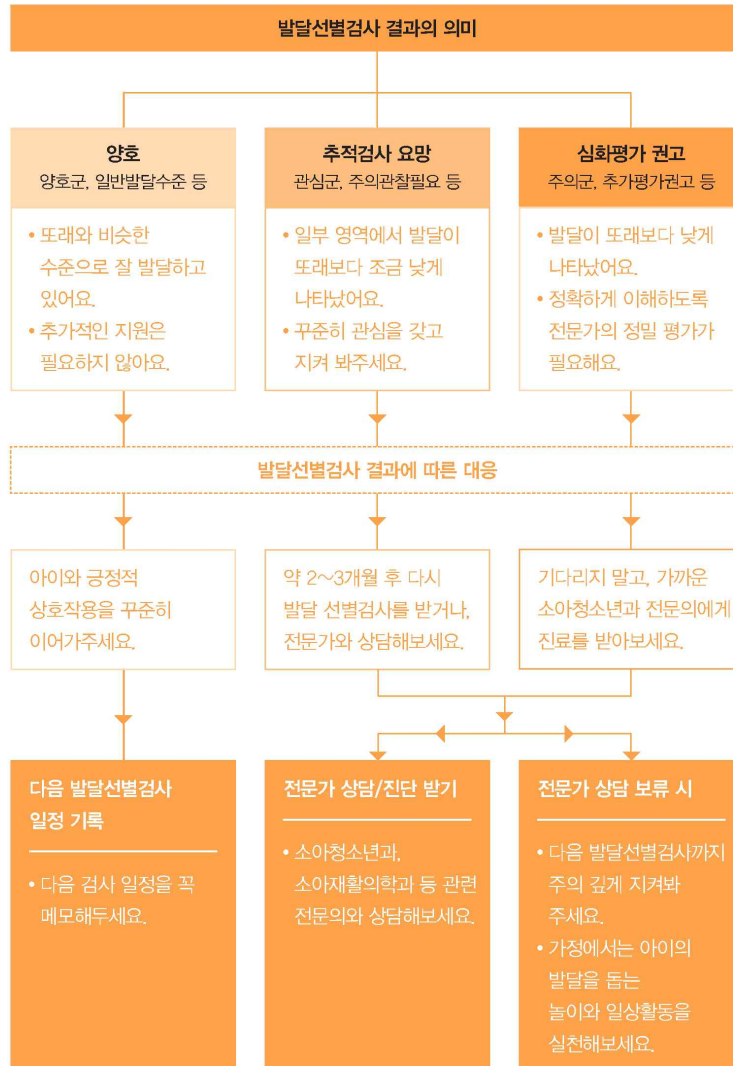 발달선별검사 결과의 의미
양호
양호군, 일반발달수준 등
• 또래와 비슷한
수준으로 잘 발달하고
있어요.
• 추가적인 지원은
필요하지 않아요.
추적검사 요망
관심군, 주의관찰필요 등
• 일부 영역에서 발달이
또래보다 조금 낮게
나타났어요.
• 꾸준히 관심을 갖고
지켜 봐주세요.
심화평가 권고
주의군, 추가평가권고 등
• 발달이 또래보다 낮게
나타났어요.
• 정확하게 이해하도록
전문가의 정밀 평가가
필요해요.
발달선별검사 결과에 따른 대응
아이와 긍정적
상호작용을 꾸준히
이어가주세요.
약 2~3개월 후 다시
발달 선별검사를 받거나,
전문가와 상담해보세요.
기다리지 말고, 가까운
소아청소년과 전문의에게
진료를 받아보세요.
다음 발달선별검사
일정 기록
• 다음 검사 일정을 꼭
메모해두세요.
전문가 상담/진단 받기
• 소아청소년과,
소아재활의학과 등 관련
전문의와 상담해보세요.
전문가 상담 보류 시
• 다음 발달선별검사까지
주의 깊게 지켜봐
주세요.
• 가정에서는 아이의
발달을 돕는
놀이와 일상활동을
실천해보세요.